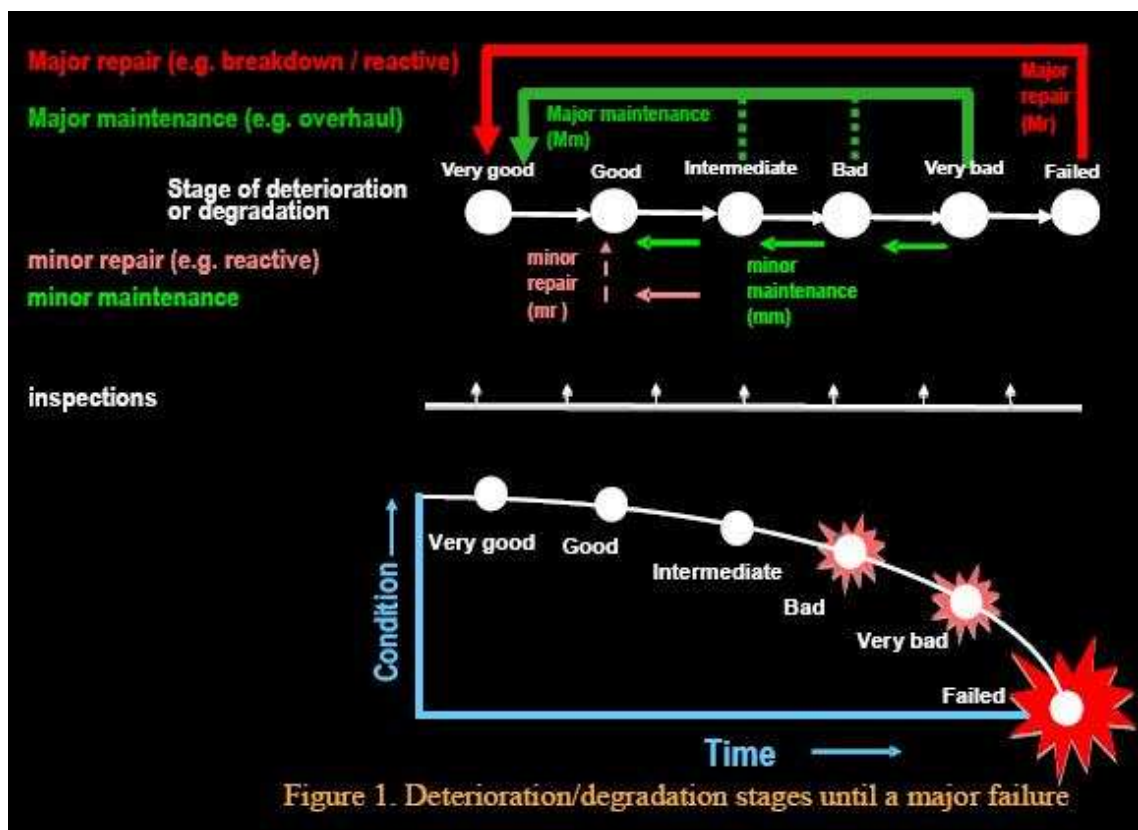 Major repair (e.g. breakdown / reactive)
Major
repair
(Mr)
Major maintenance (e.g. overhaul)
Major maintenance
(Mm)
Very good
Good
Intermediate
Bad
Very bad
Failed
Stage of deterioration
or degradation
minor repair (e.g. reactive)
minor
repair
(mr )
minor
maintenance
(mm)
minor maintenance
inspections
Condition
Very good
Good
Intermediate
Bad
Very bad
Failed
Time
Figure 1. Deterioration/degradation stages until a major failure